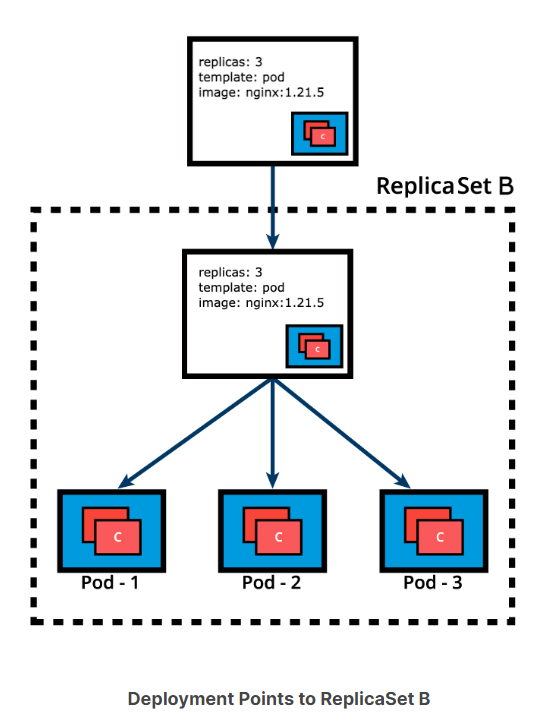 replicas: 3
template: pod
image: nginx:1.21.5
C
ReplicaSet B
replicas: 3
template: pod
image: nginx:1.21.5
C
C
C
C
Pod - 1
Pod - 2
Pod - 3
Deployment Points to ReplicaSet B